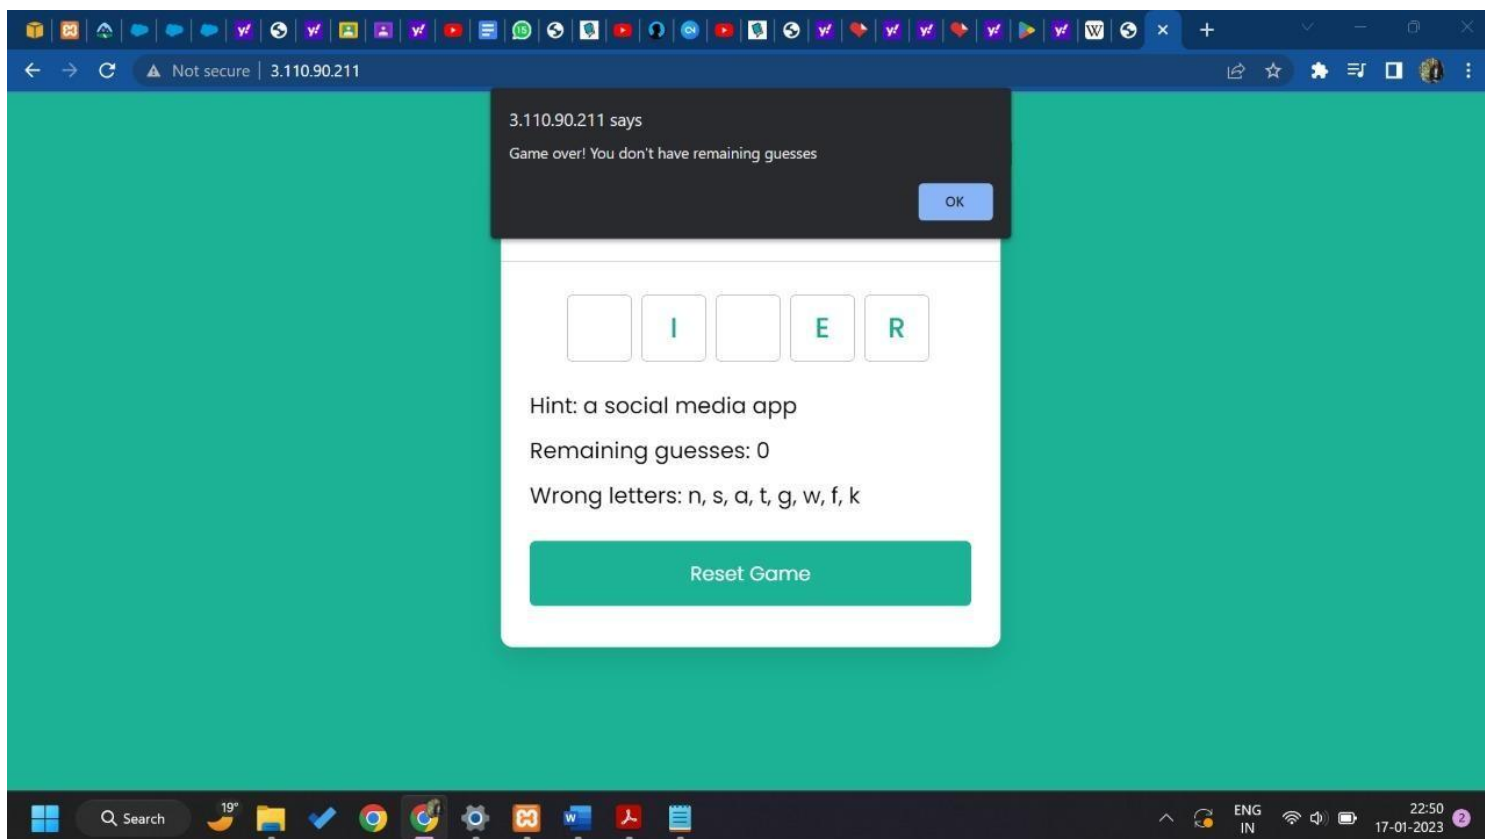 Not secure | 3.110.90.211
3.110.90.211 says
Game over! You don't have remaining guesses
OK
I E R
Hint: a social media app
Remaining guesses: 0
Wrong letters: n, s, a, t, g, w, f, k
Reset Game
Search
19°
ENG
IN
22:50
17-01-2023
2